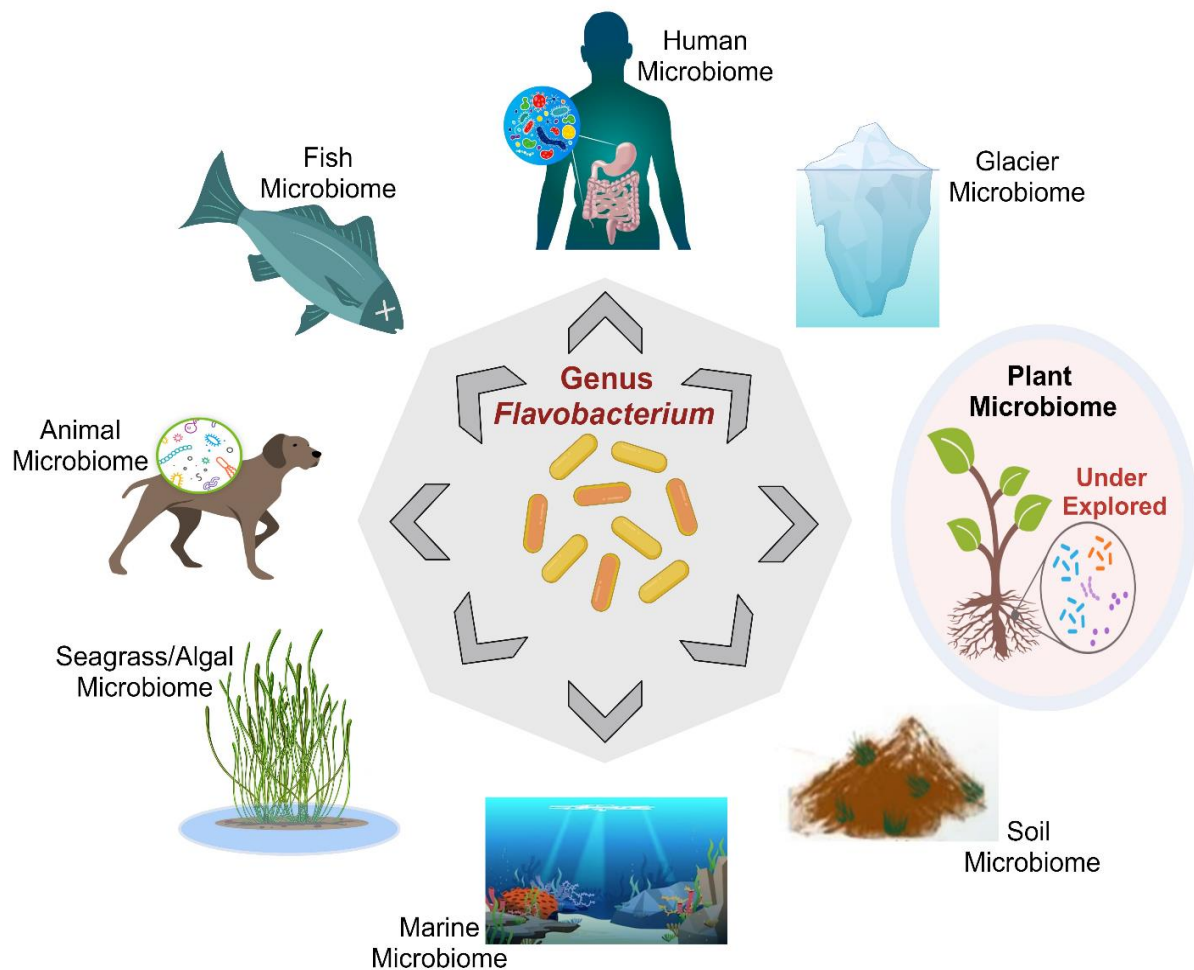 Human
Microbiome
Fish
Microbiome
Glacier
Microbiome
Genus
Flavobacterium
Plant
Microbiome
Under
Explored
Animal
Microbiome
Seagrass/Algal
Microbiome
Soil
Microbiome
Marine
Microbiome